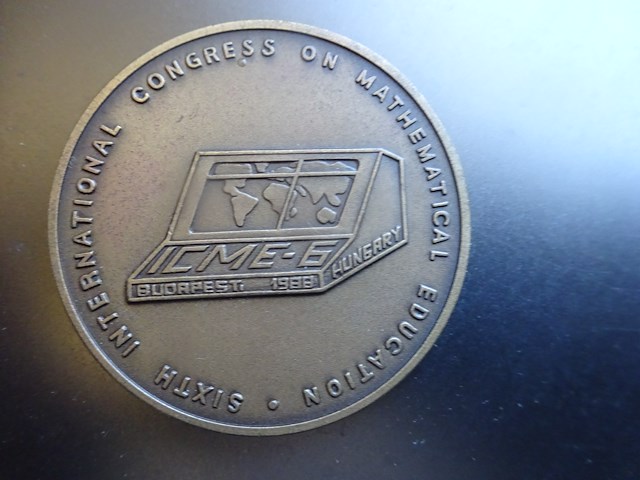 SIXTH INTERNATIONAL CONGRESS ON MATHEMATICAL EDUCATION •
ICME-6
HUNGARY
BUDAPEST. 1988